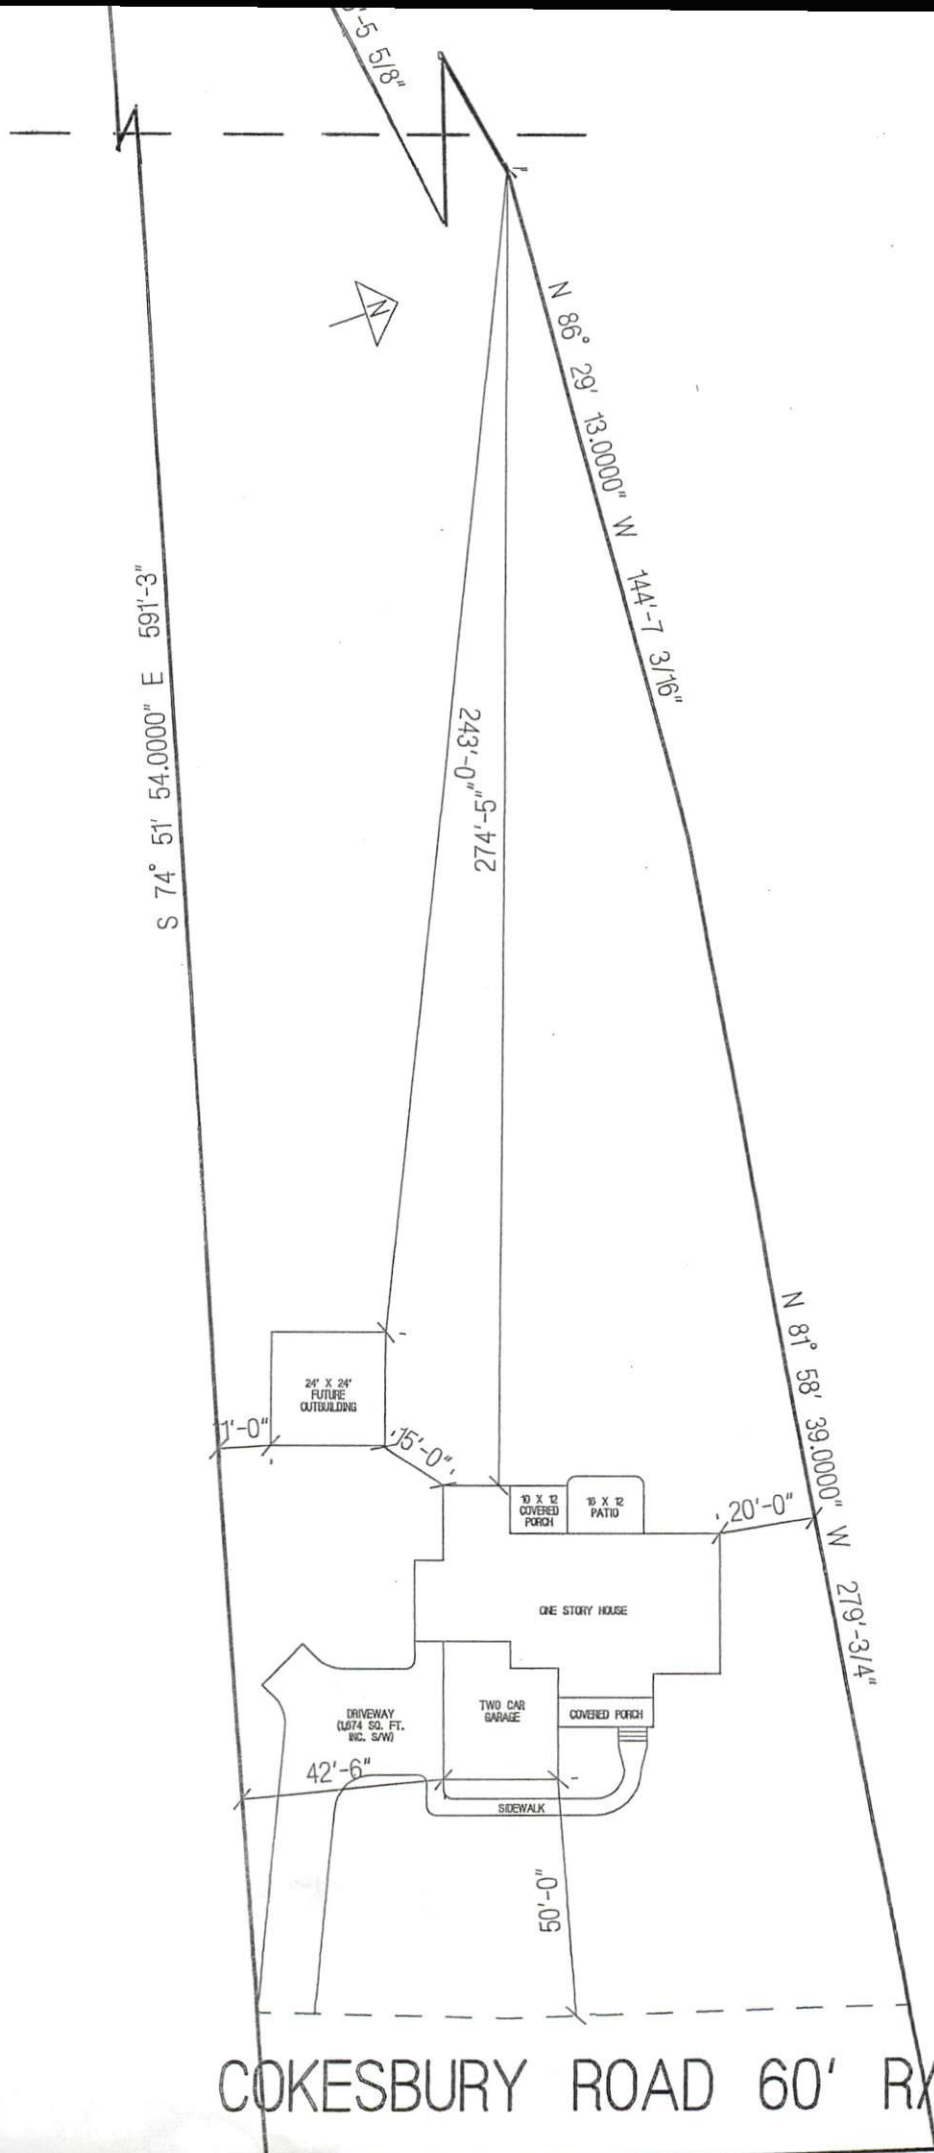 '-5 5/8"
N
N 86° 29' 13.0000" W 144'-7 3/16"
S 74° 51' 54.0000" E 591'-3"
243'-0"
274'-5"
N 81° 58' 39.0000" W 279'-3/4"
24' X 24'
FUTURE
OUTBUILDING
11'-0"
15'-0"
10 X 12
COVERED
PORCH
16 X 12
PATIO
20'-0"
ONE STORY HOUSE
TWO CAR
GARAGE
COVERED PORCH
DRIVEWAY
(1,674 SQ. FT.
INC. S/W)
42'-6"
SIDEWALK
50'-0"
COKESBURY ROAD 60' R/